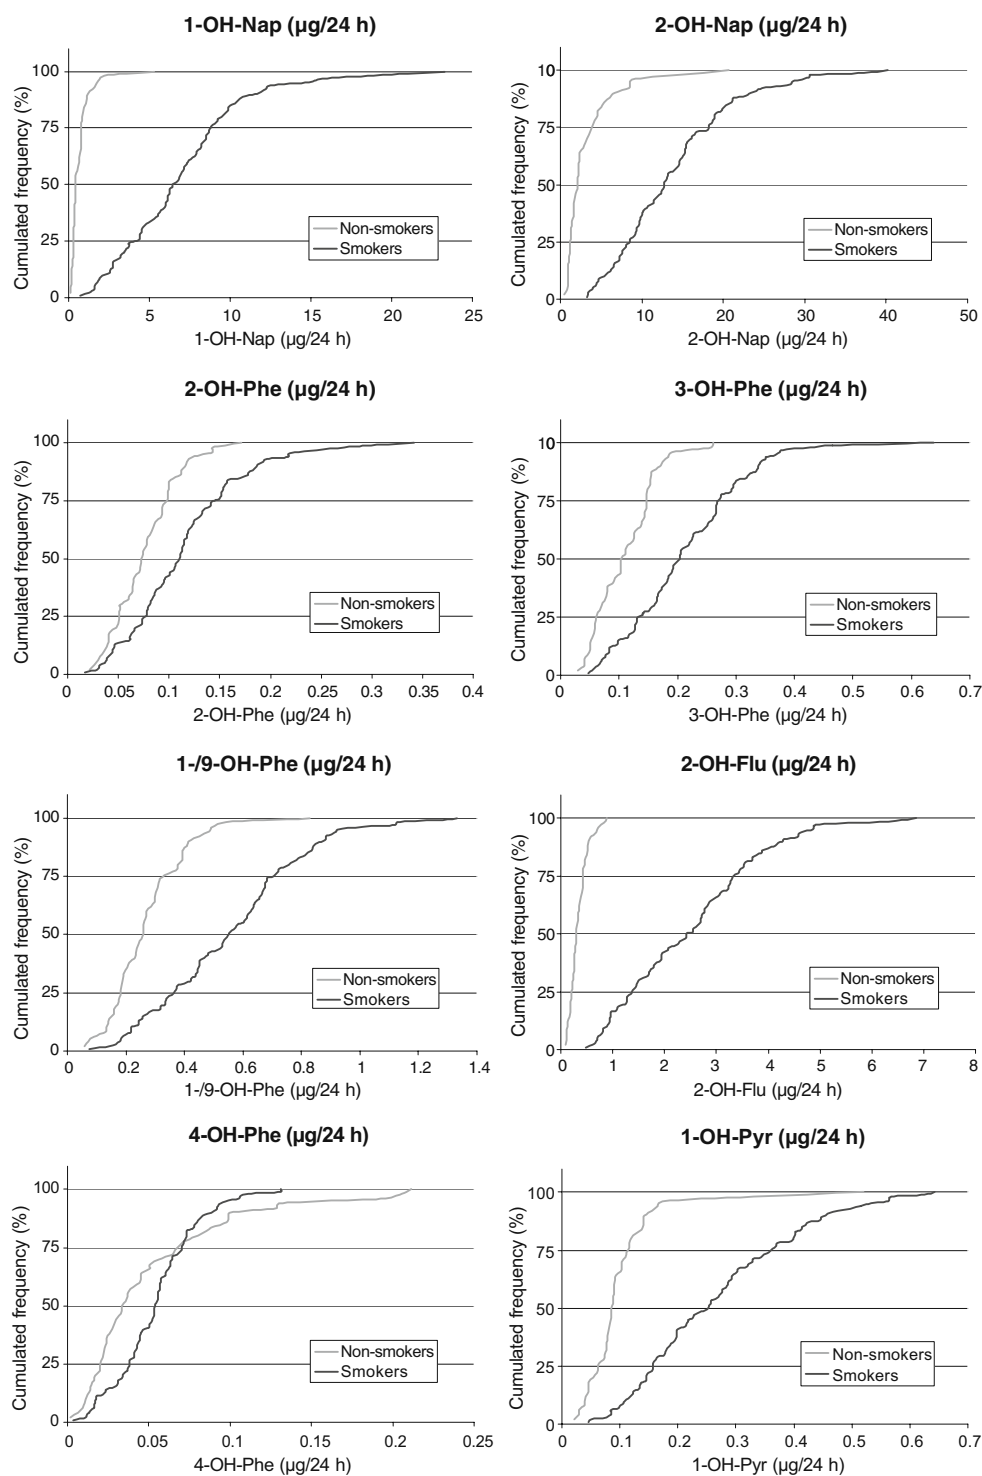 1-OH-Nap (µg/24 h)
Cumulated frequency (%)
100
75
50
25
0
Non-smokers
Smokers
0 5 10 15 20 25
1-OH-Nap (µg/24 h)
2-OH-Nap (µg/24 h)
Cumulated frequency (%)
10
75
50
25
0
Non-smokers
Smokers
0 10 20 30 40 50
2-OH-Nap (µg/24 h)
2-OH-Phe (µg/24 h)
Cumulated frequency (%)
100
75
50
25
0
Non-smokers
Smokers
0 0.05 0.1 0.15 0.2 0.25 0.3 0.35 0.4
2-OH-Phe (µg/24 h)
3-OH-Phe (µg/24 h)
Cumulated frequency (%)
10
75
50
25
0
Non-smokers
Smokers
0 0.1 0.2 0.3 0.4 0.5 0.6 0.7
3-OH-Phe (µg/24 h)
1-/9-OH-Phe (µg/24 h)
Cumulated frequency (%)
100
75
50
25
0
Non-smokers
Smokers
0 0.2 0.4 0.6 0.8 1 1.2 1.4
1-/9-OH-Phe (µg/24 h)
2-OH-Flu (µg/24 h)
Cumulated frequency (%)
100
75
50
25
0
Non-smokers
Smokers
0 1 2 3 4 5 6 7 8
2-OH-Flu (µg/24 h)
4-OH-Phe (µg/24 h)
Cumulated frequency (%)
100
75
50
25
0
Non-smokers
Smokers
0 0.05 0.1 0.15 0.2 0.25
4-OH-Phe (µg/24 h)
1-OH-Pyr (µg/24 h)
Cumulated frequency (%)
100
75
50
25
0
Non-smokers
Smokers
0 0.1 0.2 0.3 0.4 0.5 0.6 0.7
1-OH-Pyr (µg/24 h)